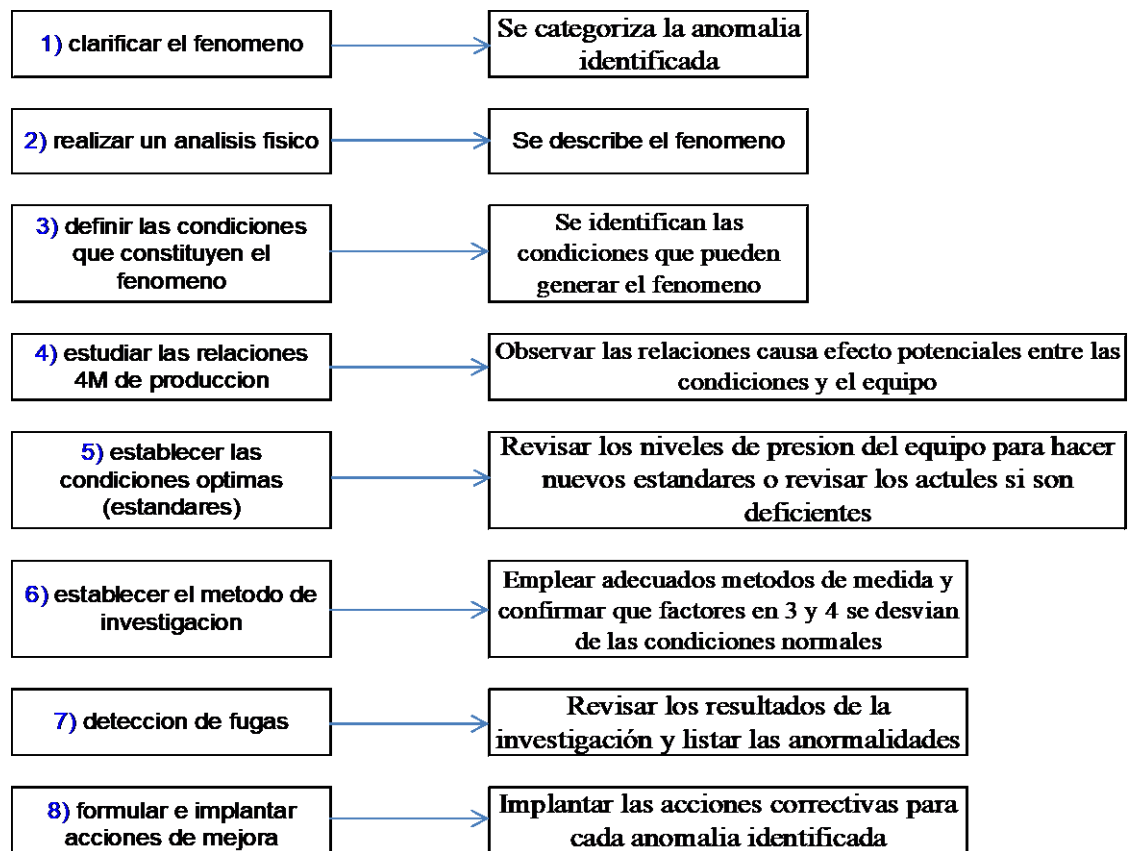 1) clarificar el fenomeno
Se categoriza la anomalia
identificada
2) realizar un analisis fisico
Se describe el fenomeno
3) definir las condiciones
que constituyen el
fenomeno
Se identifican las
condiciones que pueden
generar el fenomeno
4) estudiar las relaciones
4M de produccion
Observar las relaciones causa efecto potenciales entre las
condiciones y el equipo
5) establecer las
condiciones optimas
(estandares)
Revisar los niveles de presion del equipo para hacer
nuevos estandares o revisar los actules si son
deficientes
6) establecer el metodo de
investigacion
Emplear adecuados metodos de medida y
confirmar que factores en 3 y 4 se desvian
de las condiciones normales
7) deteccion de fugas
Revisar los resultados de la
investigación y listar las anormalidades
8) formular e implantar
acciones de mejora
Implantar las acciones correctivas para
cada anomalia identificada